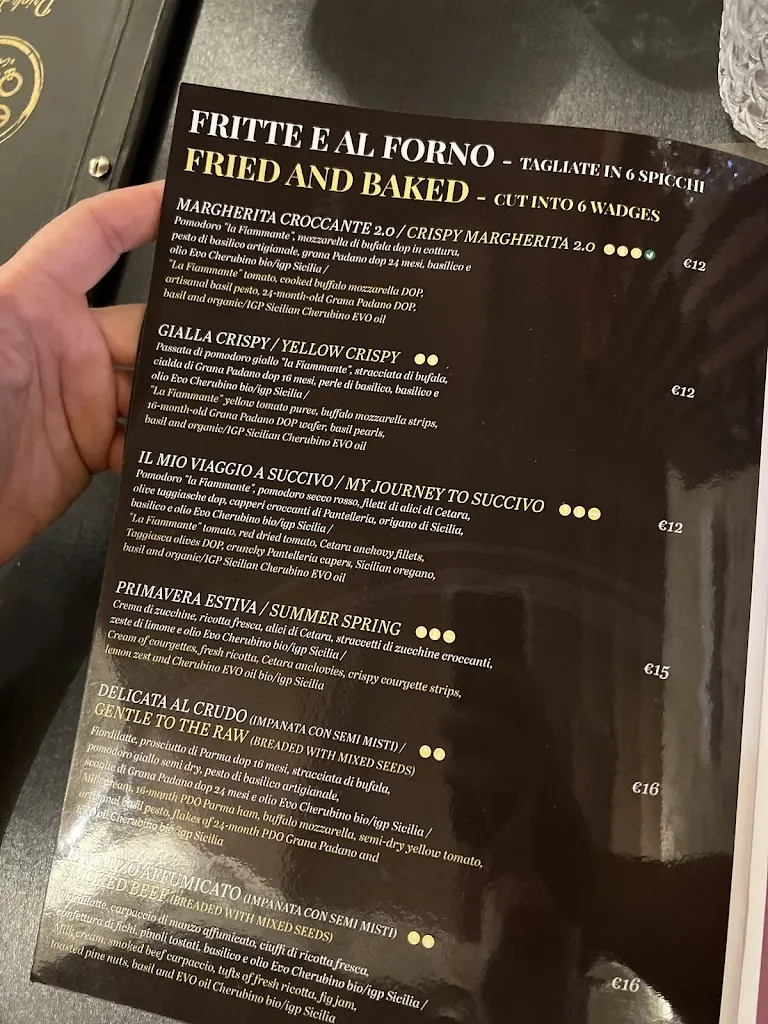 FRITTE E AL FORNO - TAGLIATE IN 6 SPICCHI
FRIED AND BAKED - CUT INTO 6 WADGES
MARGHERITA CROCCANTE 2.0 / CRISPY MARGHERITA 2.0 €12
Pomodoro "la Fiammante", mozzarella di bufala dop in cottura,
pesto di basilico artigianale, grana Padano dop 24 mesi, basilico e
olio Evo Cherubino bio/igp Sicilia /
"La Fiammante" tomato, cooked buffalo mozzarella DOP,
artisanal basil pesto, 24-month-old Grana Padano DOP,
basil and organic/IGP Sicilian Cherubino EVO oil
GIALLA CRISPY / YELLOW CRISPY €12
Passata di pomodoro giallo "la Fiammante", stracciata di bufala,
cialda di Grana Padano dop 16 mesi, perle di basilico, basilico e
olio Evo Cherubino bio/igp Sicilia /
"La Fiammante" yellow tomato puree, buffalo mozzarella strips,
16-month-old Grana Padano DOP wafer, basil pearls,
basil and organic/IGP Sicilian Cherubino EVO oil
IL MIO VIAGGIO A SUCCIVO / MY JOURNEY TO SUCCIVO €12
Pomodoro "la Fiammante", pomodoro secco rosso, filetti di alici di Cetara,
olive taggiasche dop, capperi croccanti di Pantelleria, origano di Sicilia,
basilico e olio Evo Cherubino bio/igp Sicilia /
"La Fiammante" tomato, red dried tomato, Cetara anchovy fillets,
Taggiasca olives DOP, crunchy Pantelleria capers, Sicilian oregano,
basil and organic/IGP Sicilian Cherubino EVO oil
PRIMAVERA ESTIVA / SUMMER SPRING €15
Crema di zucchine, ricotta fresca, alici di Cetara, straccetti di zucchine croccanti,
zeste di limone e olio Evo Cherubino bio/igp Sicilia /
Cream of courgettes, fresh ricotta, Cetara anchovies, crispy courgette strips,
lemon zest and Cherubino EVO oil bio/igp Sicilia
DELICATA AL CRUDO (IMPANATA CON SEMI MISTI) /
GENTLE TO THE RAW (BREADED WITH MIXED SEEDS) €16
Fiordilatte, prosciutto di Parma dop 16 mesi, stracciata di bufala,
pomodoro giallo semi dry, pesto di basilico artigianale,
scaglie di Grana Padano dop 24 mesi e olio Evo Cherubino bio/igp Sicilia /
Milk cream, 16-month PDO Parma ham, buffalo mozzarella, semi-dry yellow tomato,
artisanal basil pesto, flakes of 24-month PDO Grana Padano and
oil Cherubino bio/igp Sicilia
AFFUMICATO (IMPANATA CON SEMI MISTI)
BEEF (BREADED WITH MIXED SEEDS) €16
carpaccio di manzo affumicato, ciuffi di ricotta fresca,
confettura di fichi, pinoli tostati, basilico e olio Evo Cherubino bio/igp Sicilia /
Milk cream, smoked beef carpaccio, tufts of fresh ricotta, fig jam,
toasted pine nuts, basil and EVO oil Cherubino bio/igp Sicilia